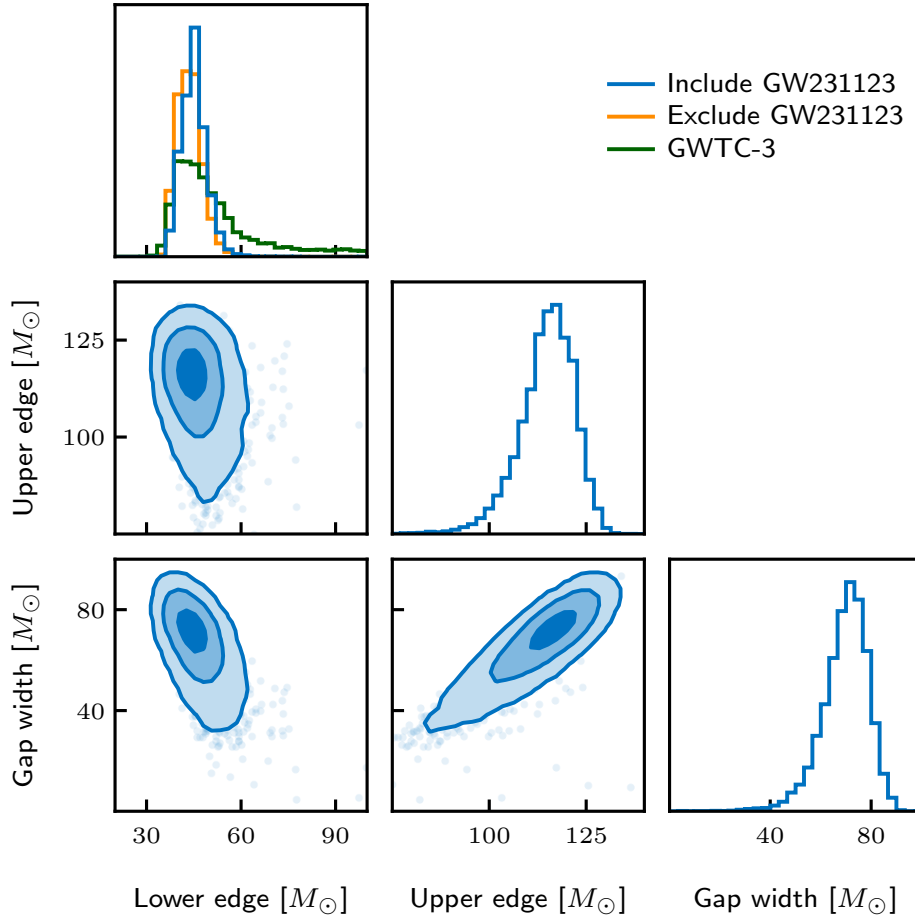 Include GW231123
Exclude GW231123
GWTC-3
Upper edge [M⊙]
125
100
Gap width [M⊙]
80
40
30 60 90
100 125
40 80
Lower edge [M⊙]
Upper edge [M⊙]
Gap width [M⊙]